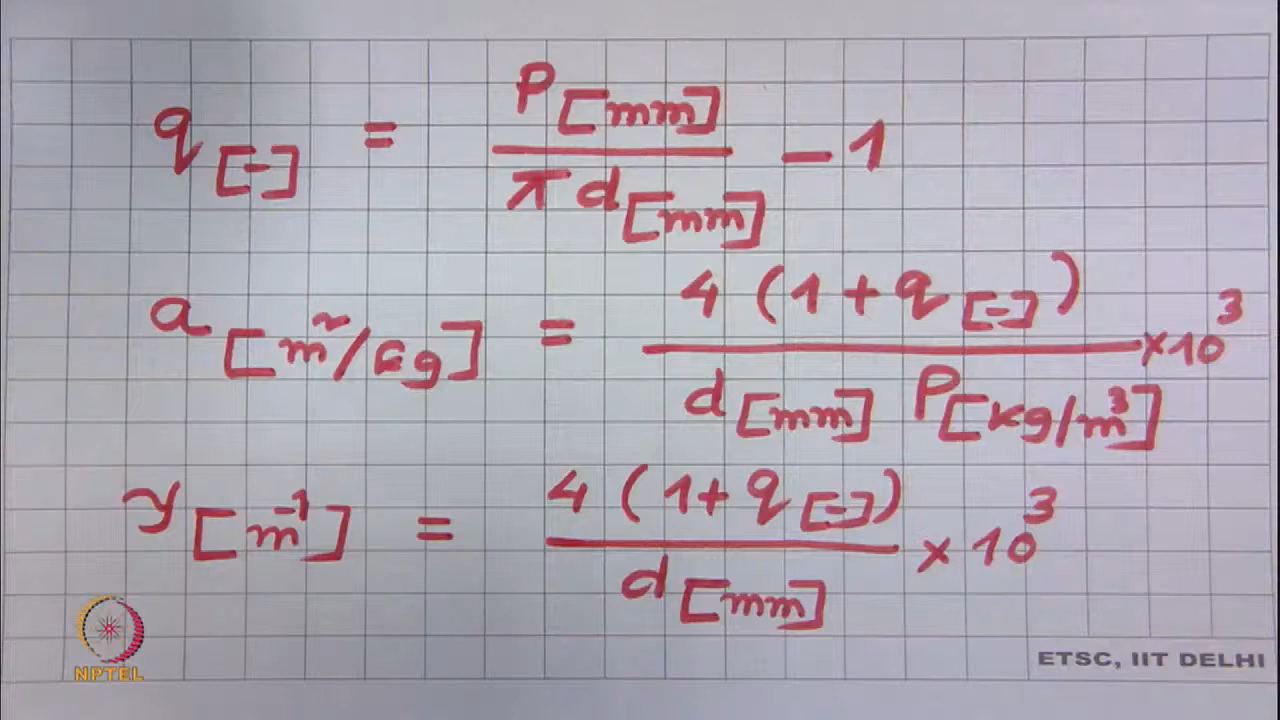 q[-] = P[mm] / π d[mm] - 1
a[m²/kg] = 4 (1+q[-]) / d[mm] ρ[kg/m³] ×10³
γ[m⁻¹] = 4 (1+q[-]) / d[mm] × 10³
NPTEL
ETSC, IIT DELHI